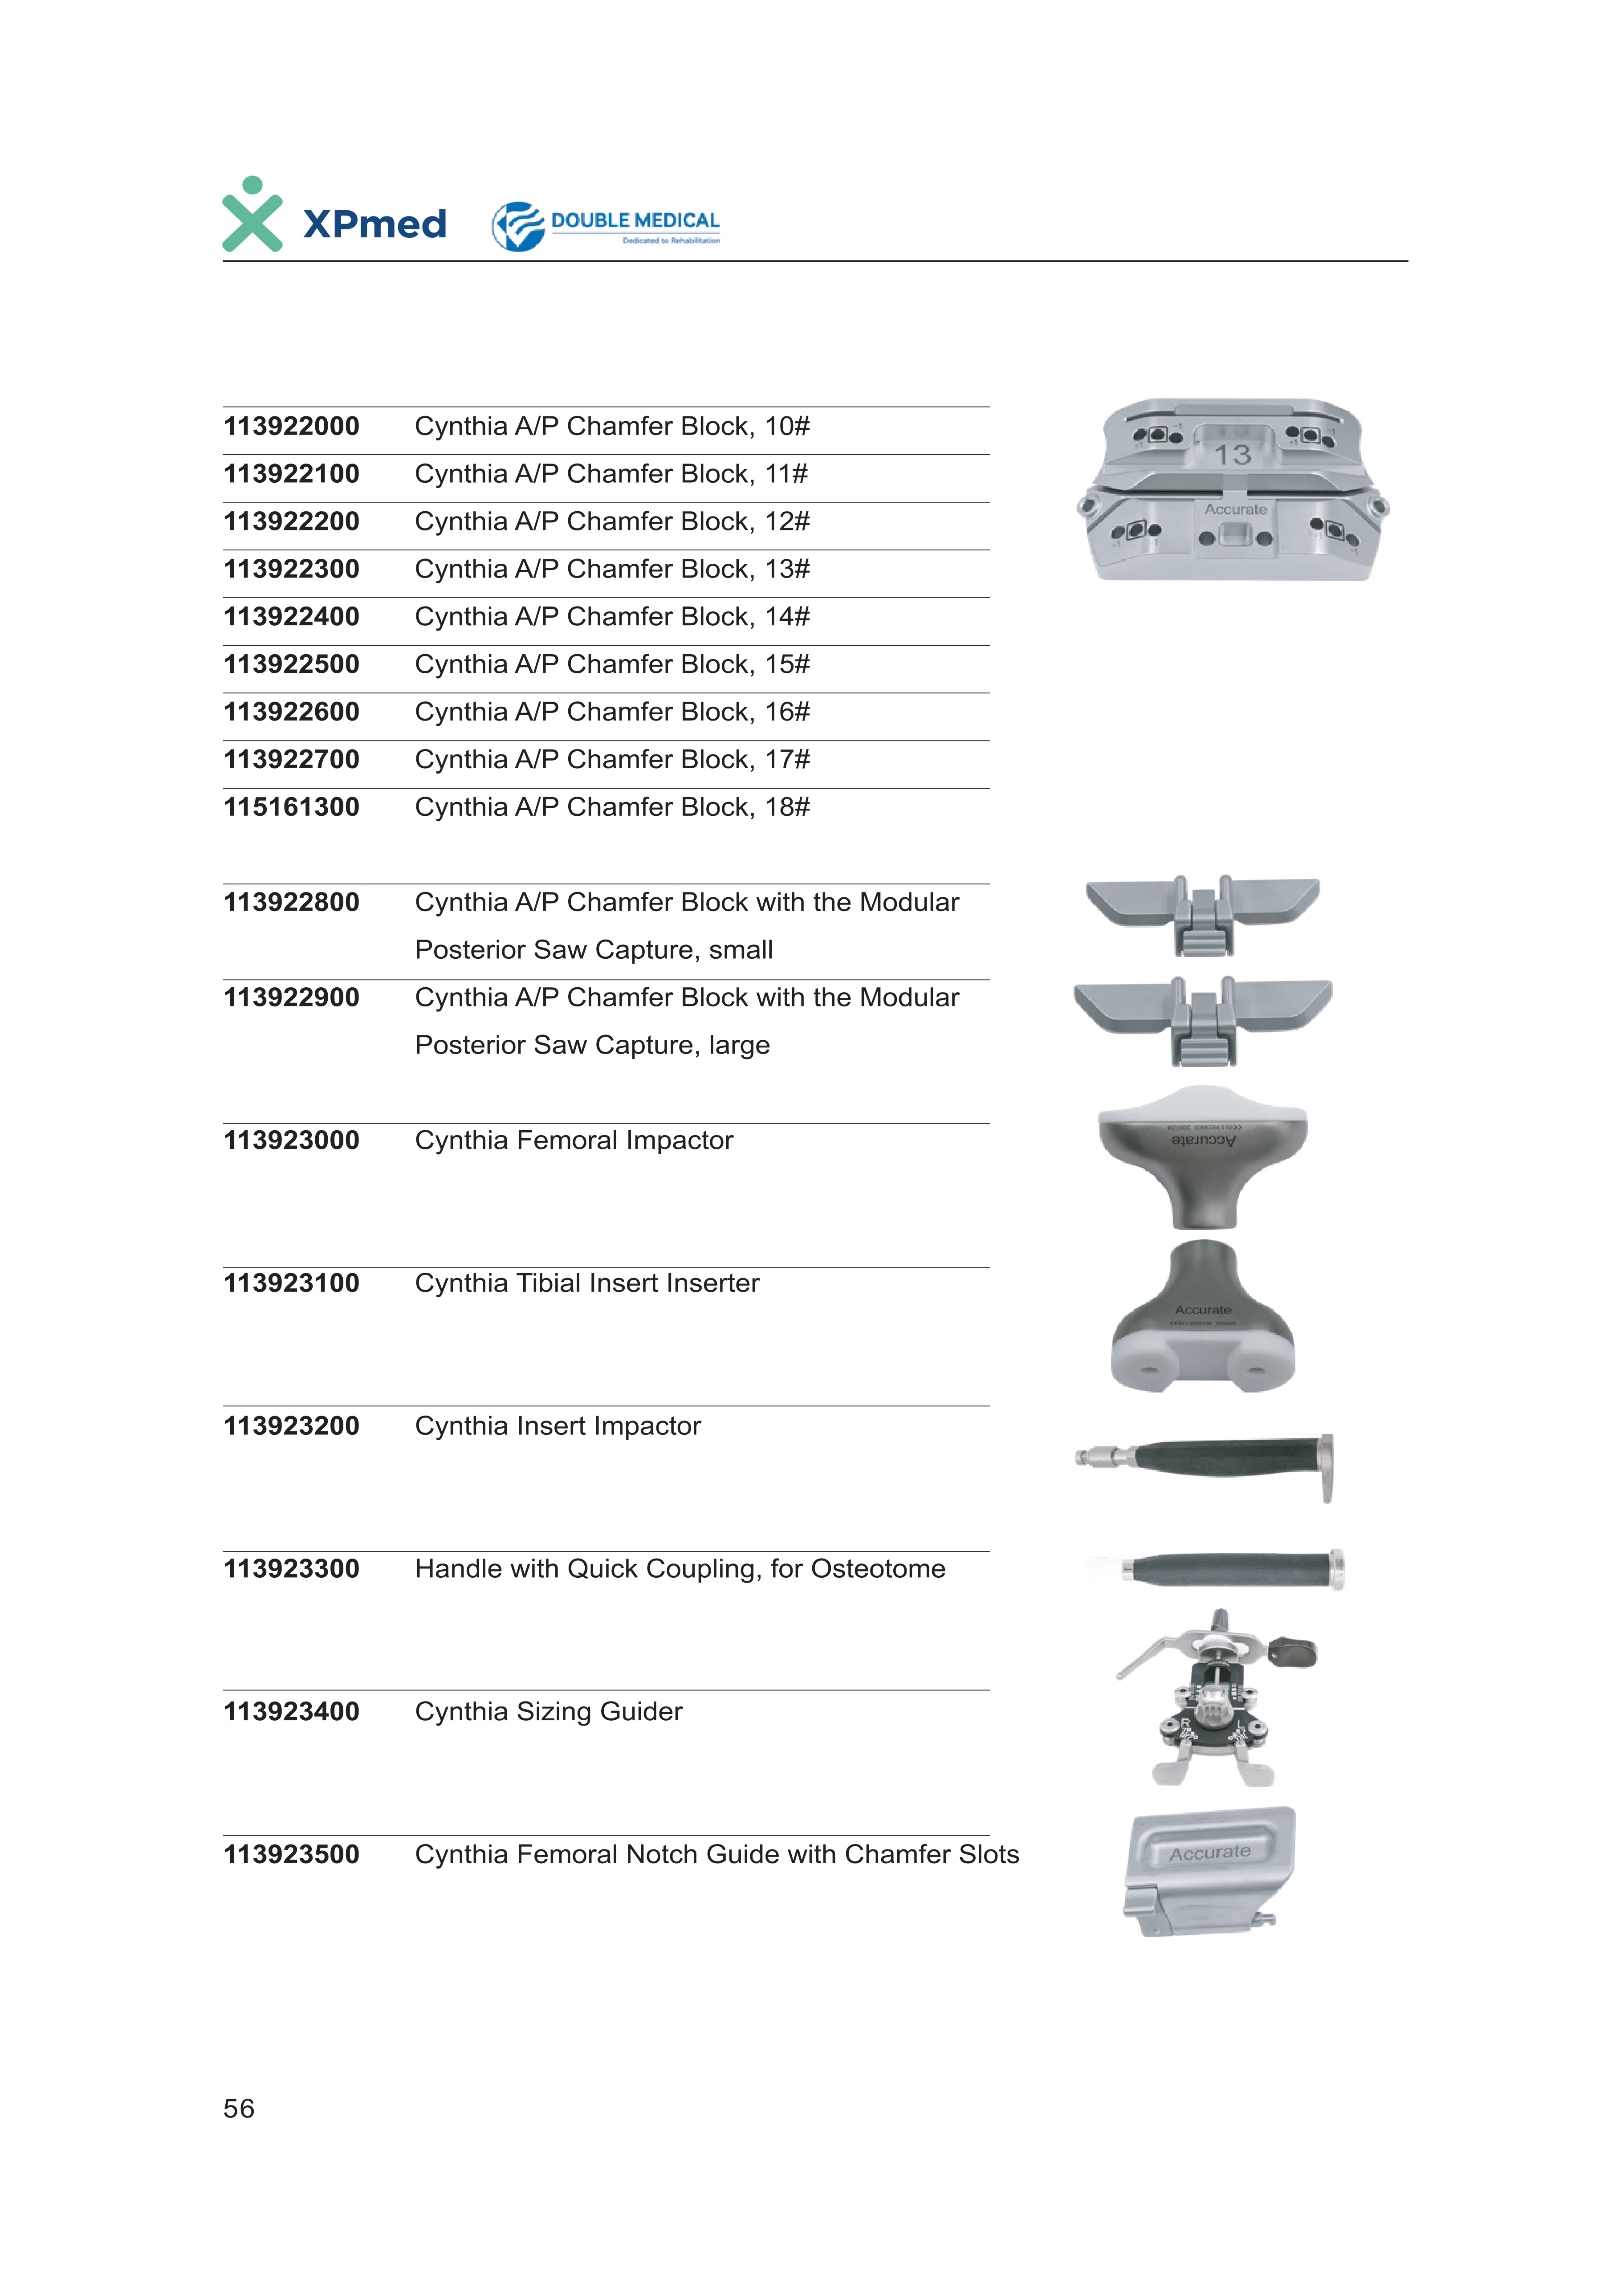 XPmed
DOUBLE MEDICAL
Dedicated to Rehabilitation
113922000 Cynthia A/P Chamfer Block, 10#
113922100 Cynthia A/P Chamfer Block, 11#
113922200 Cynthia A/P Chamfer Block, 12#
113922300 Cynthia A/P Chamfer Block, 13#
113922400 Cynthia A/P Chamfer Block, 14#
113922500 Cynthia A/P Chamfer Block, 15#
113922600 Cynthia A/P Chamfer Block, 16#
113922700 Cynthia A/P Chamfer Block, 17#
115161300 Cynthia A/P Chamfer Block, 18#
13
Accurate
113922800 Cynthia A/P Chamfer Block with the Modular
Posterior Saw Capture, small
113922900 Cynthia A/P Chamfer Block with the Modular
Posterior Saw Capture, large
113923000 Cynthia Femoral Impactor
Accurate
113923100 Cynthia Tibial Insert Inserter
Accurate
113923200 Cynthia Insert Impactor
113923300 Handle with Quick Coupling, for Osteotome
113923400 Cynthia Sizing Guider
R L
113923500 Cynthia Femoral Notch Guide with Chamfer Slots
Accurate
56